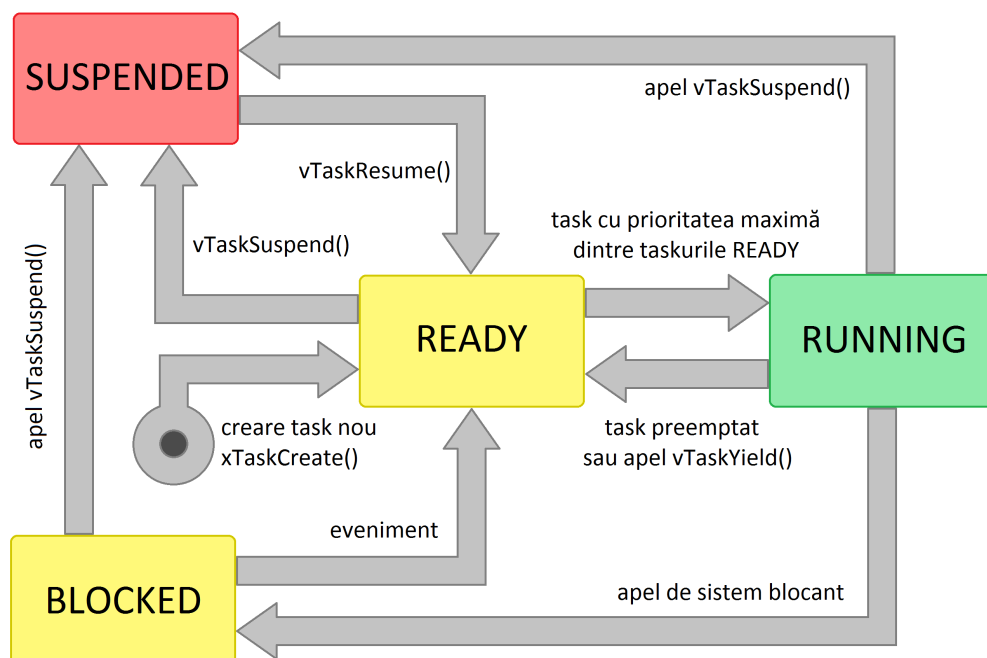 SUSPENDED
apel vTaskSuspend()
vTaskResume()
vTaskSuspend()
task cu prioritatea maximă
dintre taskurile READY
apel vTaskSuspend()
READY
RUNNING
creare task nou
xTaskCreate()
task preemptat
sau apel vTaskYield()
eveniment
BLOCKED
apel de sistem blocant